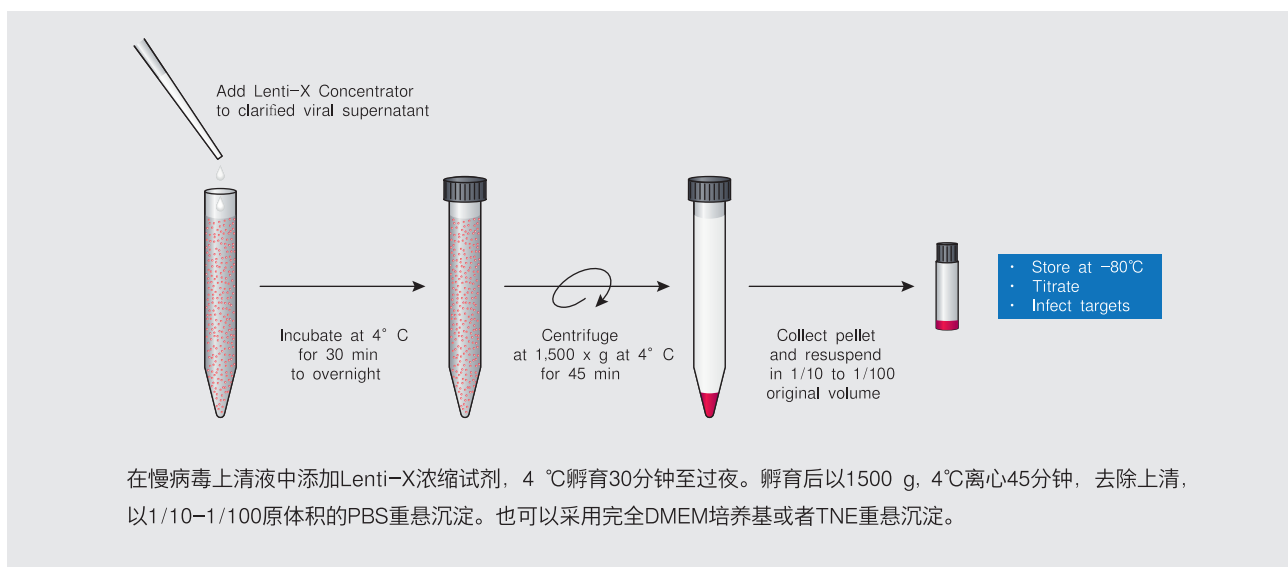 Add Lenti-X Concentrator
to clarified viral supernatant
Incubate at 4° C
for 30 min
to overnight
Centrifuge
at 1,500 x g at 4° C
for 45 min
Collect pellet
and resuspend
in 1/10 to 1/100
original volume
· Store at -80℃
· Titrate
· Infect targets
在慢病毒上清液中添加Lenti-X浓缩试剂，4 ℃孵育30分钟至过夜。孵育后以1500 g, 4℃离心45分钟，去除上清，
以1/10-1/100原体积的PBS重悬沉淀。也可以采用完全DMEM培养基或者TNE重悬沉淀。